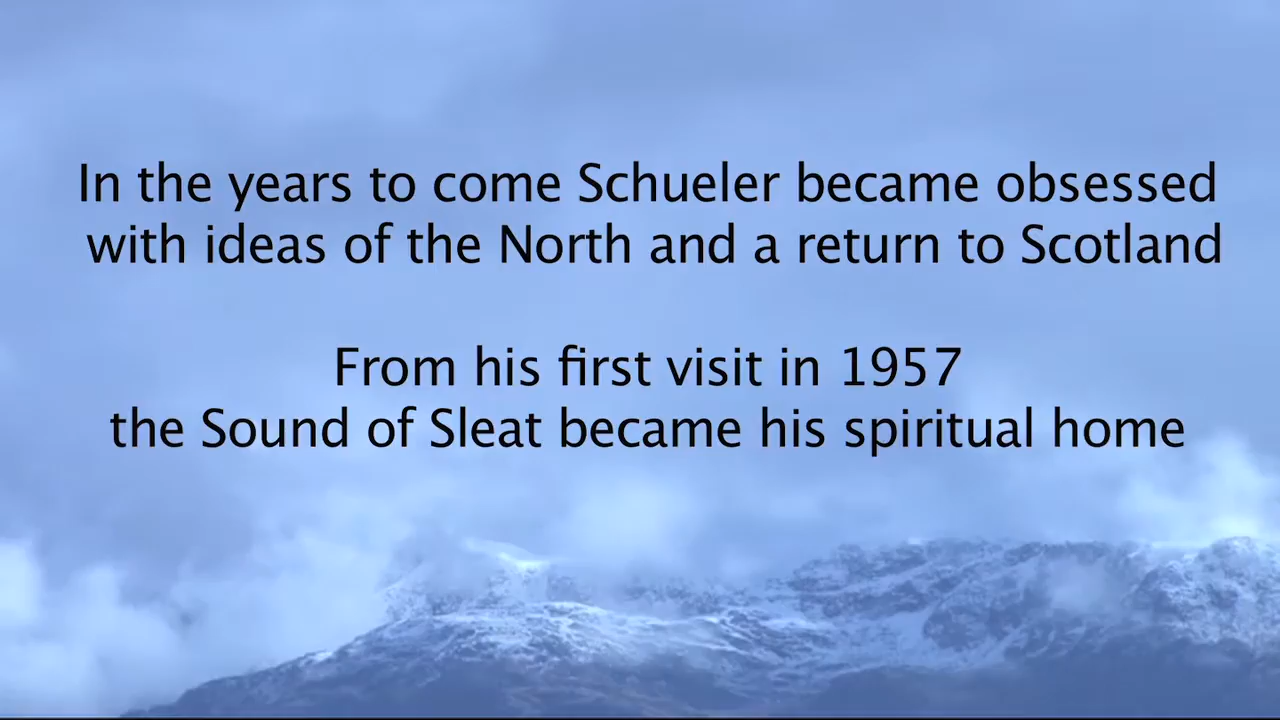 In the years to come Schueler became obsessed
with ideas of the North and a return to Scotland
From his first visit in 1957
the Sound of Sleat became his spiritual home